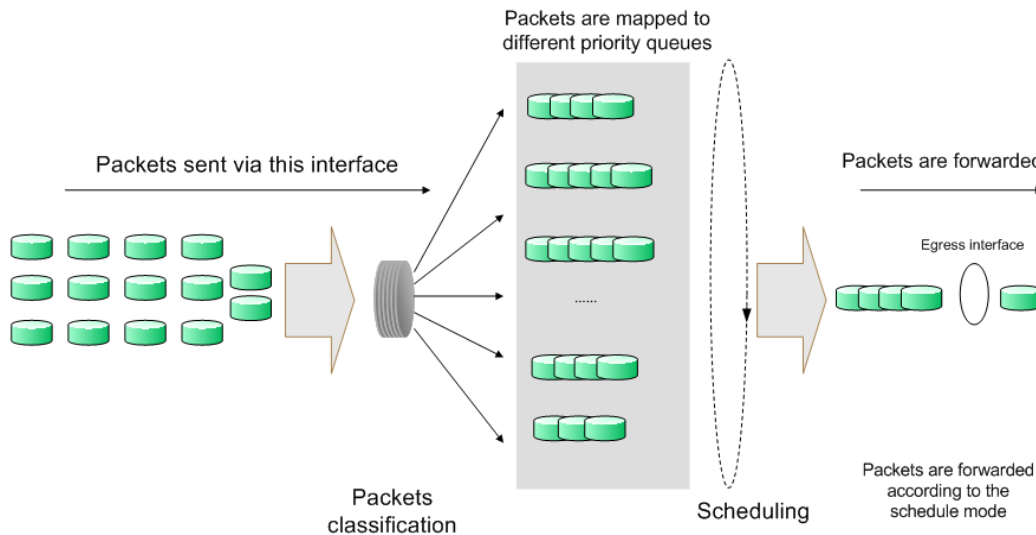 Packets are mapped to
different priority queues
Packets sent via this interface
Packets are forwarded
Egress interface
......
Packets
classification
Scheduling
Packets are forwarded
according to the
schedule mode